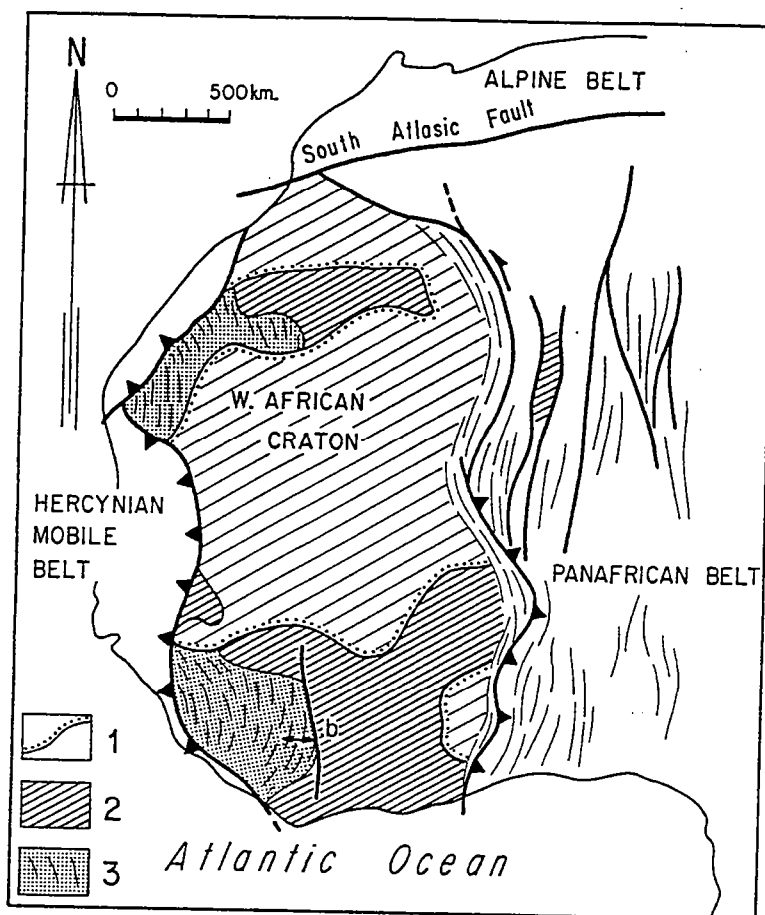 N
0 500km.
ALPINE BELT
South Atlasic Fault
W. AFRICAN
CRATON
HERCYNIAN
MOBILE
BELT
PANAFRICAN BELT
b
1
2
3
Atlantic Ocean